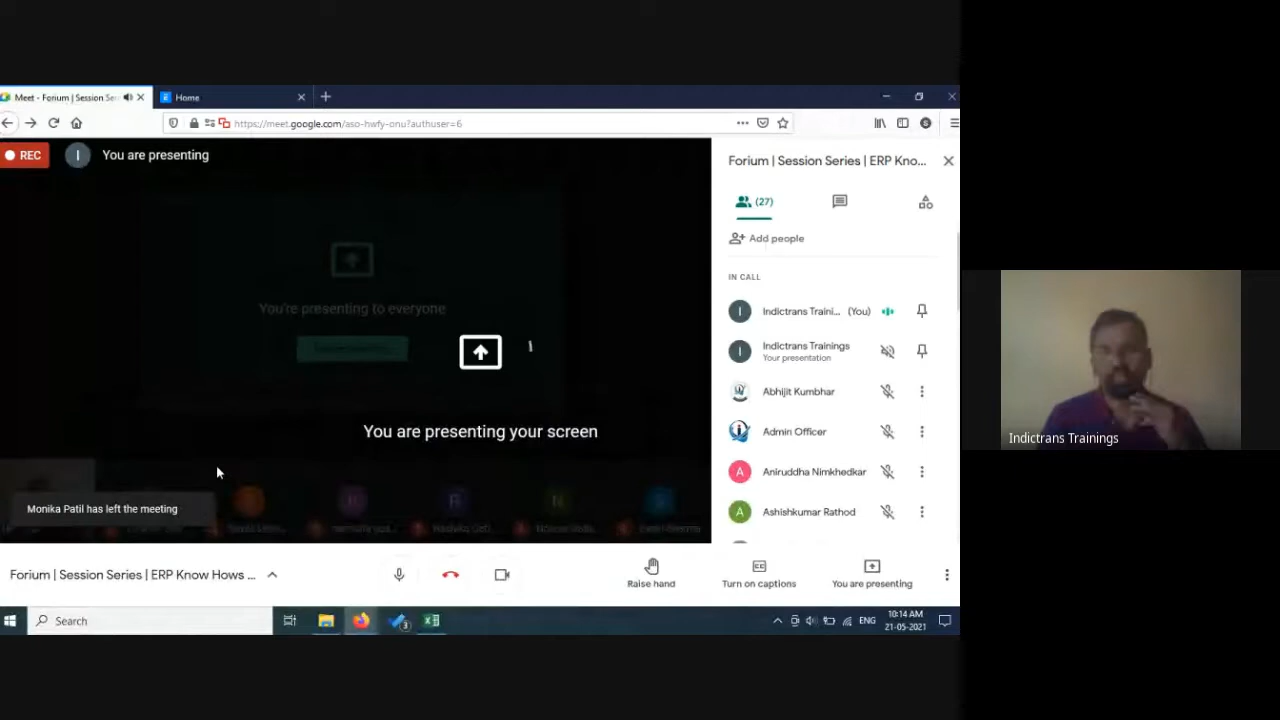 Meet - Forium | Session Se
Home
https://meet.google.com/aso-hwfy-onu?authuser=6
REC
I
You are presenting
Forium | Session Series | ERP Kno...
(27)
Add people
You're presenting to everyone
IN CALL
I
Indictrans Traini... (You)
I
Indictrans Trainings
Your presentation
Abhijit Kumbhar
Admin Officer
You are presenting your screen
A
Aniruddha Nimkhedkar
A
Ashishkumar Rathod
Monika Patil has left the meeting
Forium | Session Series | ERP Know Hows ...
Raise hand
Turn on captions
You are presenting
Search
3
ENG
10:14 AM
21-05-2021
Indictrans Trainings